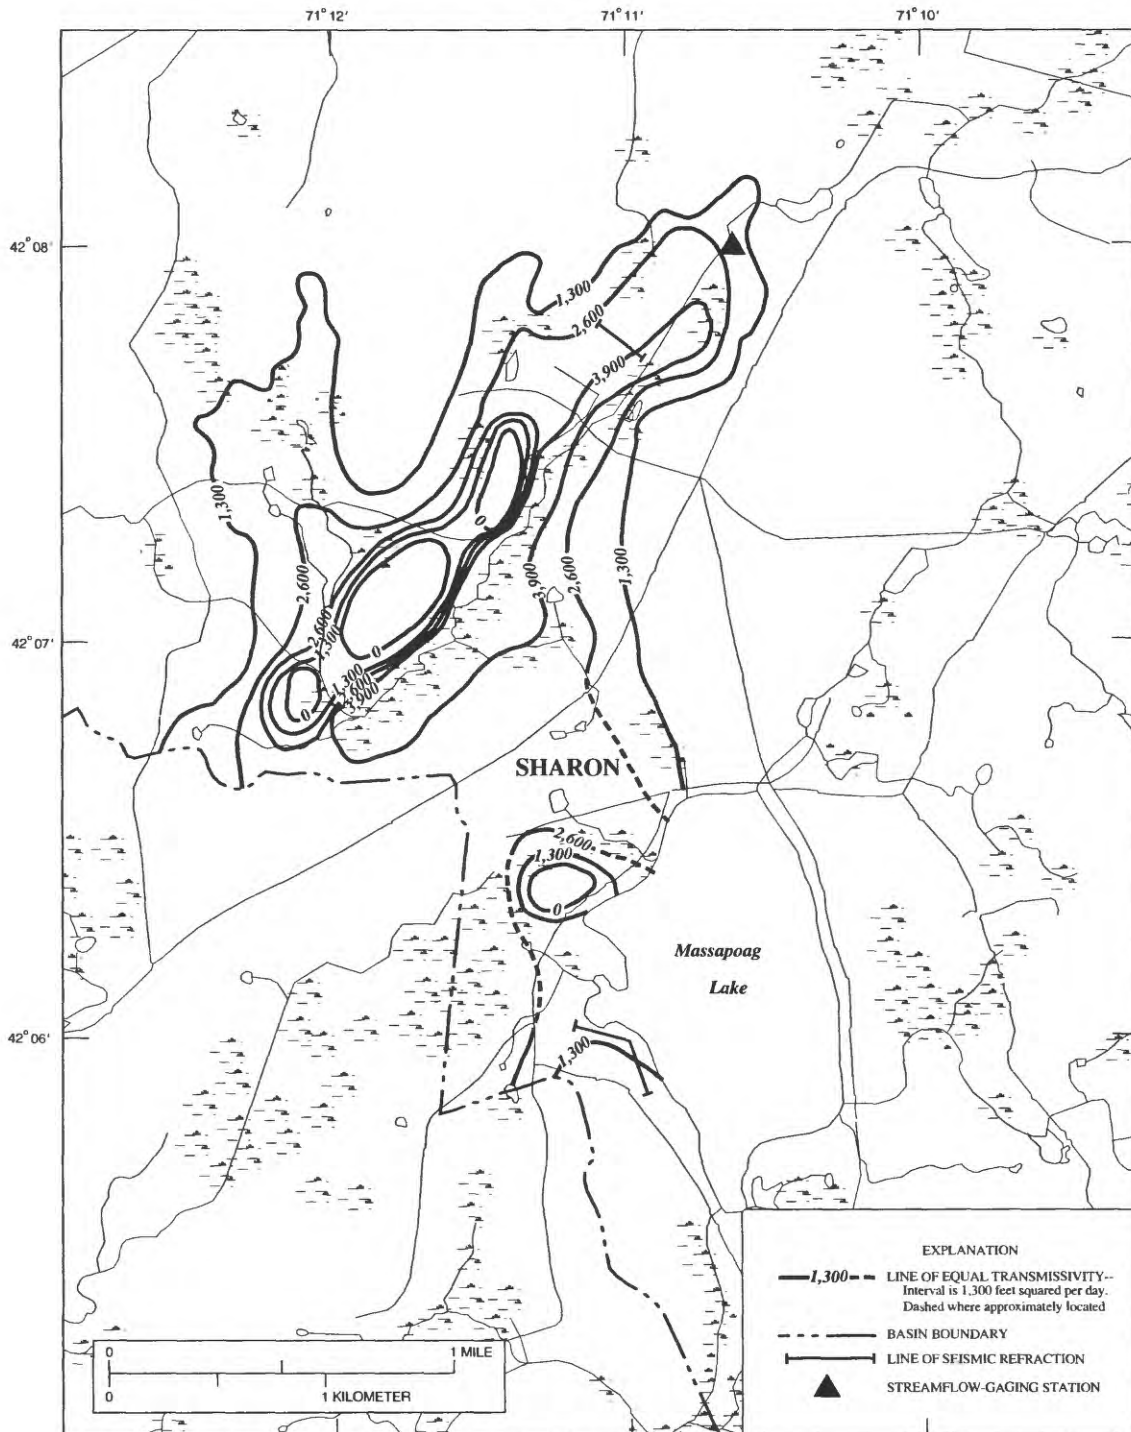 71°12'
71°11'
71°10'
42°08'
1,300
2,600
3,900
1,300
0
2,600
3,900
2,600
1,300
42°07'
2,600
1,300
0
1,300
2,600
3,900
0
SHARON
2,600
1,300
0
Massapoag
Lake
42°06'
1,300
EXPLANATION
1,300 LINE OF EQUAL TRANSMISSIVITY--
Interval is 1,300 feet squared per day.
Dashed where approximately located
BASIN BOUNDARY
LINE OF SEISMIC REFRACTION
STREAMFLOW-GAGING STATION
0 1 MILE
0 1 KILOMETER